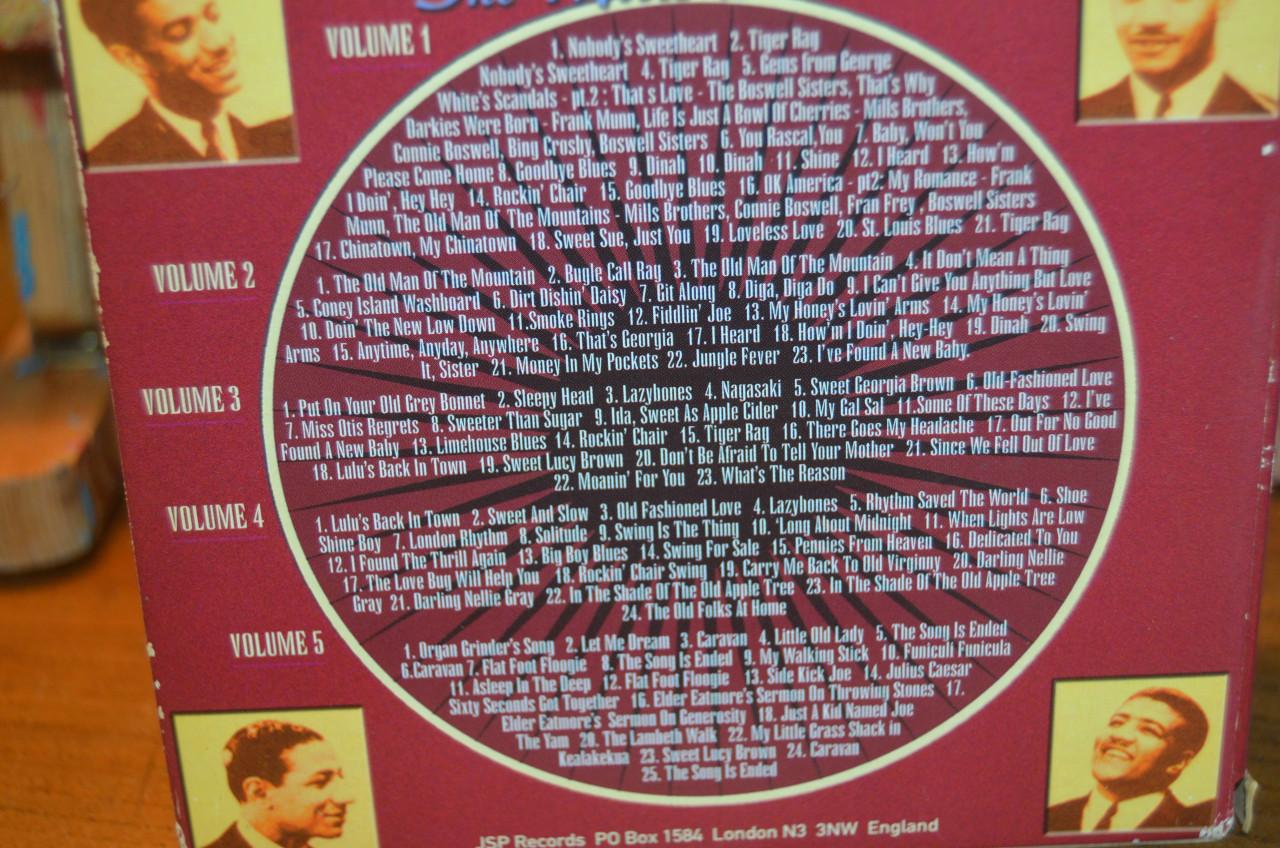 VOLUME 1
1. Nobody's Sweetheart 2. Tiger Rag
Nobody's Sweetheart 4. Tiger Rag 5. Gems From George
White's Scandals - pt.2 : That s Love - The Boswell Sisters, That's Why
Darkies Were Born - Frank Munn, Life Is Just A Bowl Of Cherries - Mills Brothers,
Connie Boswell, Bing Crosby, Boswell Sisters 6. You Rascal, You 7. Baby, Won't You
Please Come Home 8. Goodbye Blues 9. Dinah 10. Dinah 11. Shine 12. I Heard 13. How'm
I Doin', Hey Hey 14. Rockin' Chair 15. Goodbye Blues 16. OK America - pt2: My Romance - Frank
Munn, The Old Man Of The Mountains - Mills Brothers, Connie Boswell, Fran Frey, Boswell Sisters
17. Chinatown, My Chinatown 18. Sweet Sue, Just You 19. Loveless Love 20. St. Louis Blues 21. Tiger Rag
VOLUME 2
1. The Old Man Of The Mountain 2. Bugle Call Rag 3. The Old Man Of The Mountain 4. It Don't Mean A Thing
5. Coney Island Washboard 6. Dirt Dishin' Daisy 7. Git Along 8. Diga, Diga Do 9. I Can't Give You Anything But Love
10. Doin' The New Low Down 11.Smoke Rings 12. Fiddlin' Joe 13. My Honey's Lovin' Arms 14. My Honey's Lovin'
Arms 15. Anytime, Anyday, Anywhere 16. That's Georgia 17. I Heard 18. How'm I Doin', Hey-Hey 19. Dinah 20. Swing
It, Sister 21. Money In My Pockets 22. Jungle Fever 23. I've Found A New Baby.
VOLUME 3
1. Put On Your Old Grey Bonnet 2. Sleepy Head 3. Lazybones 4. Nagasaki 5. Sweet Georgia Brown 6. Old-Fashioned Love
7. Miss Otis Regrets 8. Sweeter Than Sugar 9. Ida, Sweet As Apple Cider 10. My Gal Sal 11.Some Of These Days 12. I've
Found A New Baby 13. Limehouse Blues 14. Rockin' Chair 15. Tiger Rag 16. There Goes My Headache 17. Out For No Good
18. Lulu's Back In Town 19. Sweet Lucy Brown 20. Don't Be Afraid To Tell Your Mother 21. Since We Fell Out Of Love
22. Moanin' For You 23. What's The Reason
VOLUME 4
1. Lulu's Back In Town 2. Sweet And Slow 3. Old Fashioned Love 4. Lazybones 5. Rhythm Saved The World 6. Shoe
Shine Boy 7. London Rhythm 8. Solitude 9. Swing Is The Thing 10. 'Long About Midnight 11. When Lights Are Low
12. I Found The Thrill Again 13. Big Boy Blues 14. Swing For Sale 15. Pennies From Heaven 16. Dedicated To You
17. The Love Bug Will Help You 18. Rockin' Chair Swing 19. Carry Me Back To Old Virginny 20. Darling Nellie
Gray 21. Darling Nellie Gray 22. In The Shade Of The Old Apple Tree 23. In The Shade Of The Old Apple Tree
24. The Old Folks At Home
VOLUME 5
1. Organ Grinder's Song 2. Let Me Dream 3. Caravan 4. Little Old Lady 5. The Song Is Ended
6.Caravan 7. Flat Foot Floogie 8. The Song Is Ended 9. My Walking Stick 10. Funiculi Funicula
11. Asleep In The Deep 12. Flat Foot Floogie 13. Side Kick Joe 14. Julius Caesar
Sixty Seconds Got Together 16. Elder Eatmore's Sermon On Throwing Stones 17.
Elder Eatmore's Sermon On Generosity 18. Just A Kid Named Joe
The Yam 20. The Lambeth Walk 22. My Little Grass Shack in
Kealakekua 23. Sweet Lucy Brown 24. Caravan
25. The Song Is Ended
JSP Records PO Box 1584 London N3 3NW England